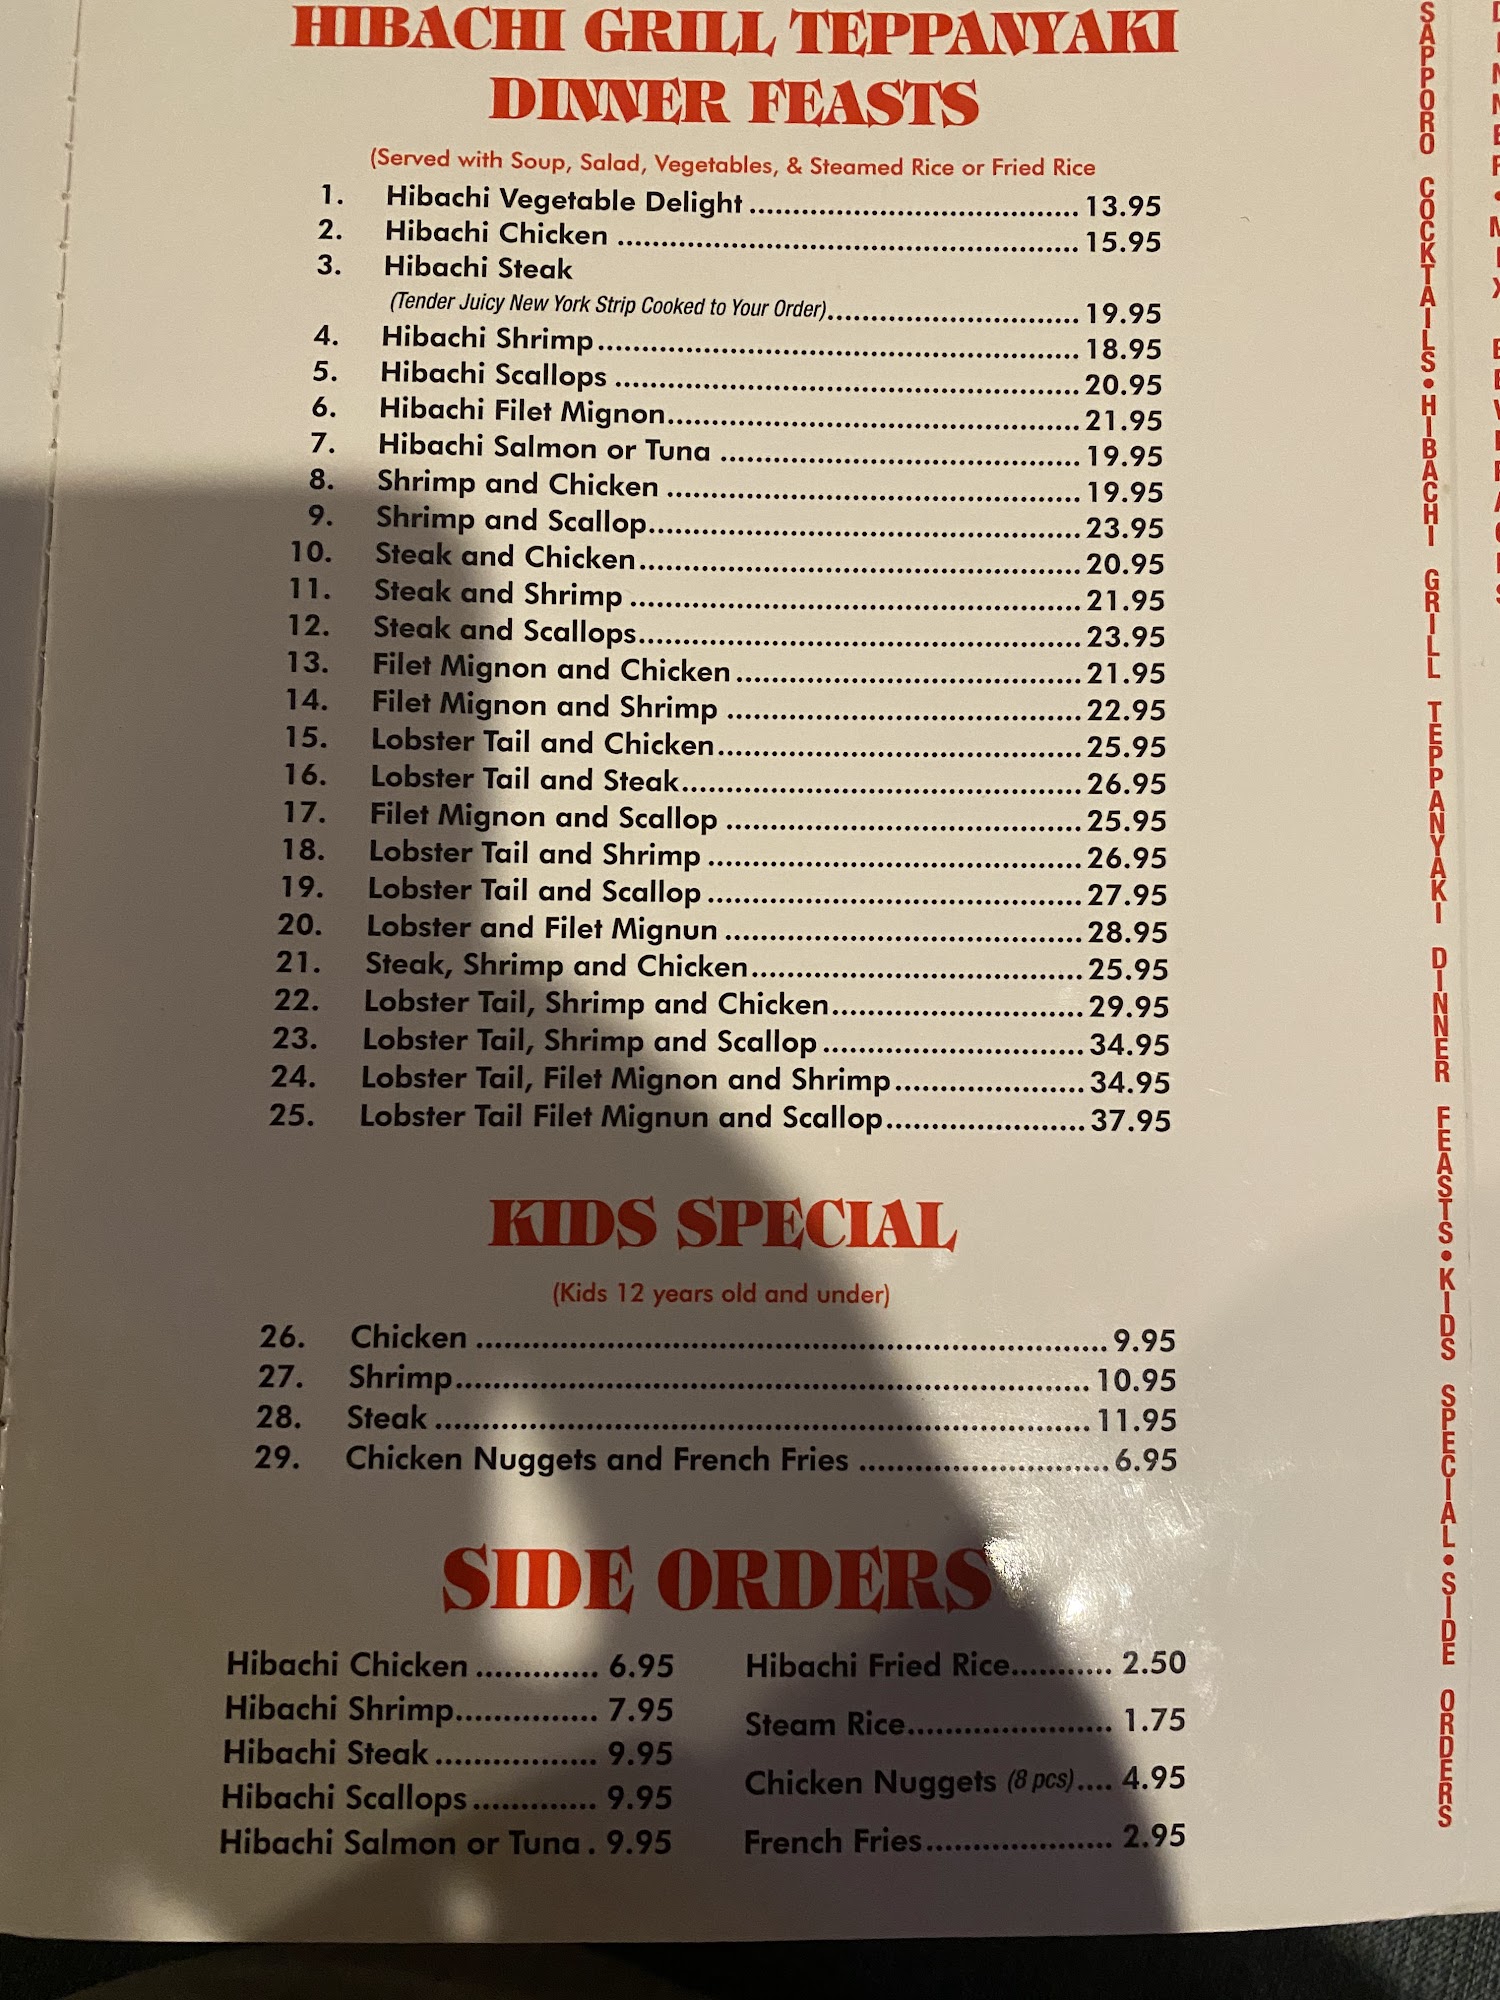 HIBACHI GRILL TEPPANYAKI
DINNER FEASTS
(Served with Soup, Salad, Vegetables, & Steamed Rice or Fried Rice
1. Hibachi Vegetable Delight 13.95
2. Hibachi Chicken 15.95
3. Hibachi Steak
(Tender Juicy New York Strip Cooked to Your Order) 19.95
4. Hibachi Shrimp 18.95
5. Hibachi Scallops 20.95
6. Hibachi Filet Mignon 21.95
7. Hibachi Salmon or Tuna 19.95
8. Shrimp and Chicken 19.95
9. Shrimp and Scallop 23.95
10. Steak and Chicken 20.95
11. Steak and Shrimp 21.95
12. Steak and Scallops 23.95
13. Filet Mignon and Chicken 21.95
14. Filet Mignon and Shrimp 22.95
15. Lobster Tail and Chicken 25.95
16. Lobster Tail and Steak 26.95
17. Filet Mignon and Scallop 25.95
18. Lobster Tail and Shrimp 26.95
19. Lobster Tail and Scallop 27.95
20. Lobster and Filet Mignun 28.95
21. Steak, Shrimp and Chicken 25.95
22. Lobster Tail, Shrimp and Chicken 29.95
23. Lobster Tail, Shrimp and Scallop 34.95
24. Lobster Tail, Filet Mignon and Shrimp 34.95
25. Lobster Tail Filet Mignun and Scallop 37.95
KIDS SPECIAL
(Kids 12 years old and under)
26. Chicken 9.95
27. Shrimp 10.95
28. Steak 11.95
29. Chicken Nuggets and French Fries 6.95
SIDE ORDERS
Hibachi Chicken 6.95
Hibachi Shrimp 7.95
Hibachi Steak 9.95
Hibachi Scallops 9.95
Hibachi Salmon or Tuna . 9.95
Hibachi Fried Rice 2.50
Steam Rice 1.75
Chicken Nuggets (8 pcs) 4.95
French Fries 2.95
SAPPORO COCKTAILS • HIBACHI GRILL TEPPANYAKI DINNER FEASTS • KIDS SPECIAL • SIDE ORDERS